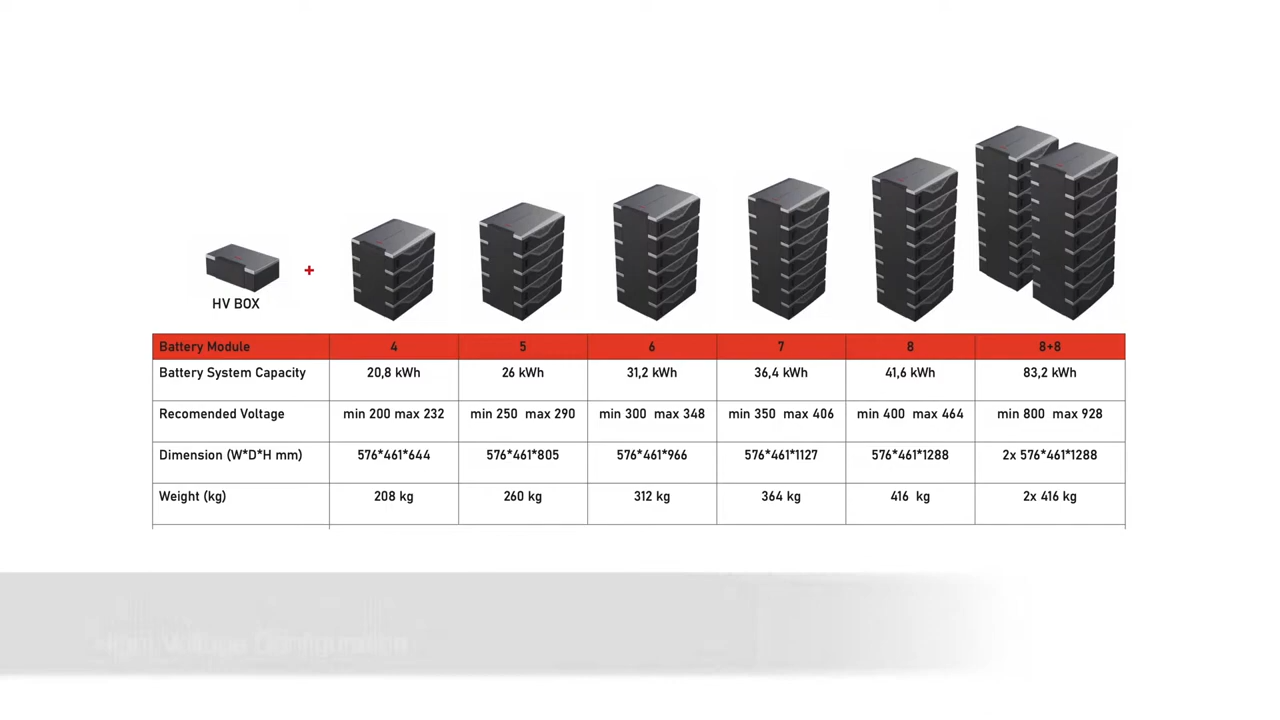 +
HV BOX
Battery Module 4 5 6 7 8 8+8
Battery System Capacity 20,8 kWh 26 kWh 31,2 kWh 36,4 kWh 41,6 kWh 83,2 kWh
Recomended Voltage min 200 max 232 min 250 max 290 min 300 max 348 min 350 max 406 min 400 max 464 min 800 max 928
Dimension (W*D*H mm) 576*461*644 576*461*805 576*461*966 576*461*1127 576*461*1288 2x 576*461*1288
Weight (kg) 208 kg 260 kg 312 kg 364 kg 416 kg 2x 416 kg